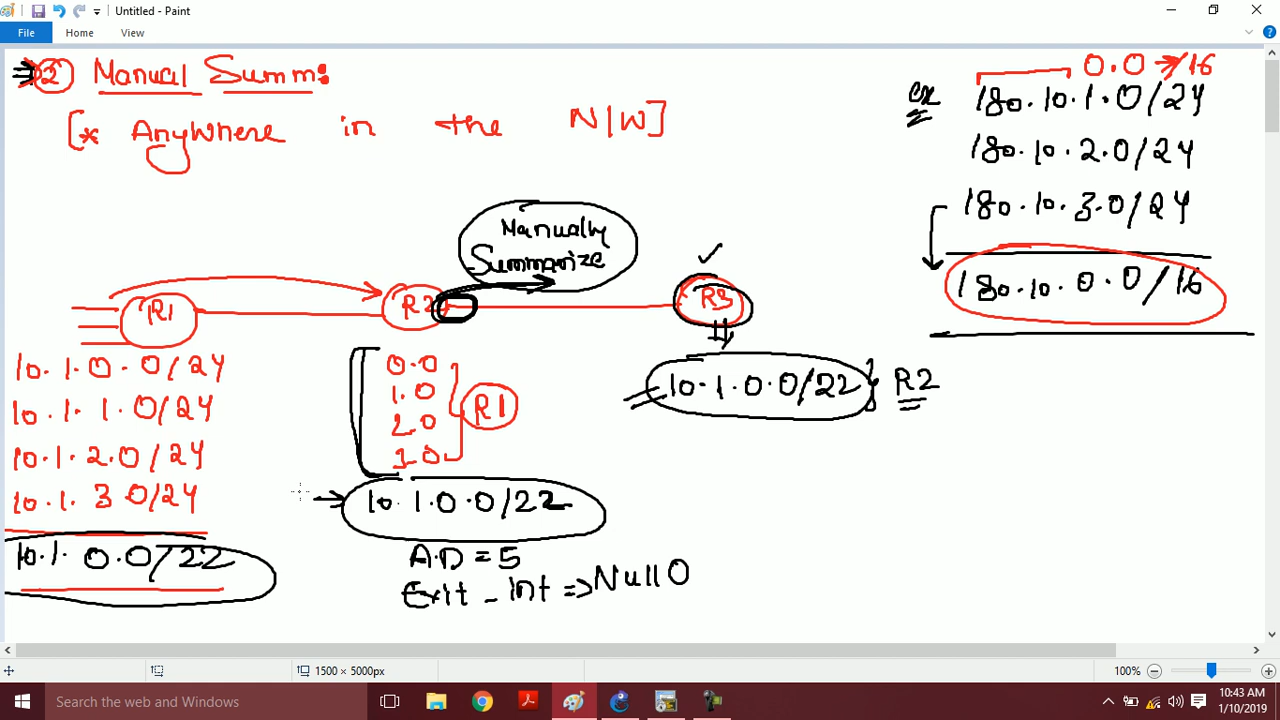 Untitled - Paint
File Home View
2 Manual Summ:
[* Anywhere in the N/W]
0.0 → /16
ex 180.10.1.0/24
180.10.2.0/24
180.10.3.0/24
180.10.0.0/16
Manually
Summarize
R1 R2 R3
10.1.0.0/24
10.1.1.0/24
10.1.2.0/24
10.1.3.0/24
10.1.0.0/22
0.0
1.0
2.0
3.0
R1
10.1.0.0/22
A.D = 5
Exit - Int => Null0
10.1.0.0/22 } R2
1500 × 5000px
100%
Search the web and Windows
10:43 AM
1/10/2019